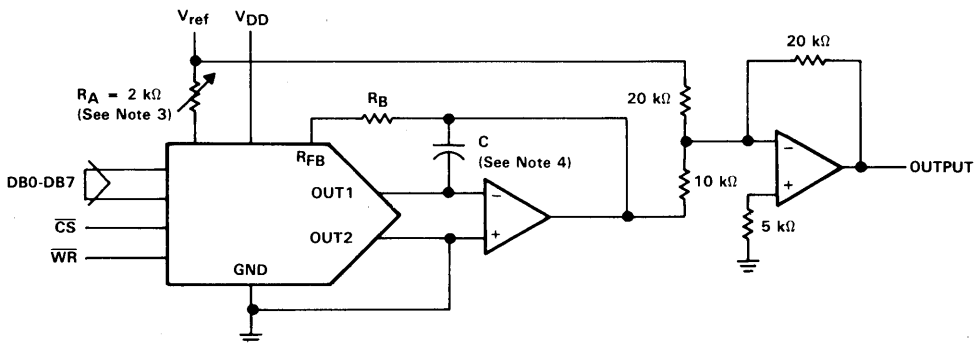 Vref
VDD
20 kΩ
RA = 2 kΩ
(See Note 3)
RB
20 kΩ
C
(See Note 4)
RFB
−
OUTPUT
DB0-DB7
OUT1
−
10 kΩ
+
CS
OUT2
+
5 kΩ
WR
GND